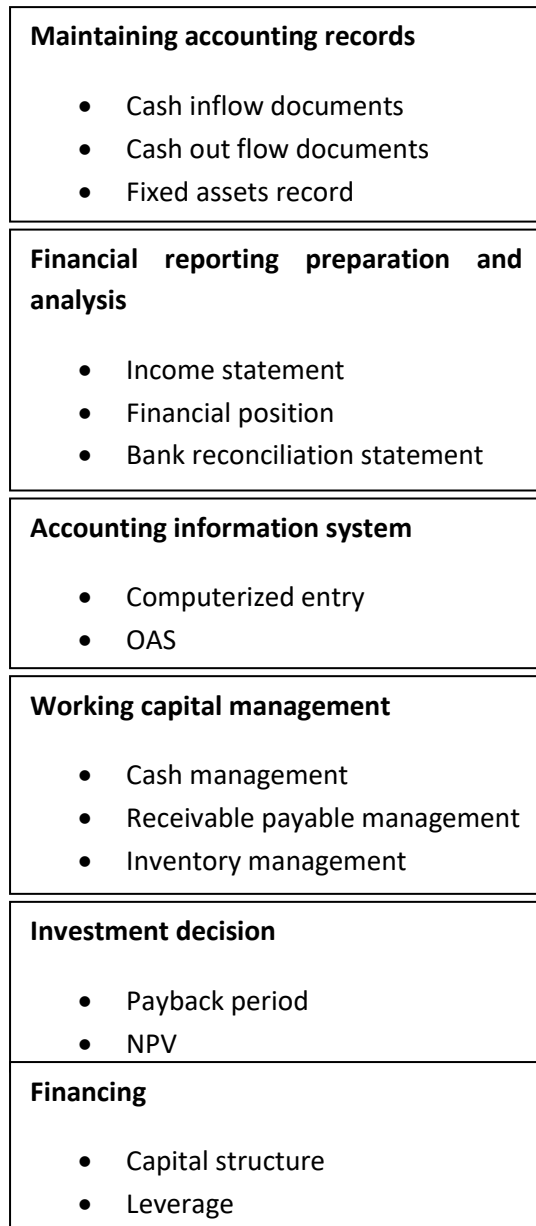 Maintaining accounting records
• Cash inflow documents
• Cash out flow documents
• Fixed assets record
Financial reporting preparation and
analysis
• Income statement
• Financial position
• Bank reconciliation statement
Accounting information system
• Computerized entry
• OAS
Working capital management
• Cash management
• Receivable payable management
• Inventory management
Investment decision
• Payback period
• NPV
Financing
• Capital structure
• Leverage